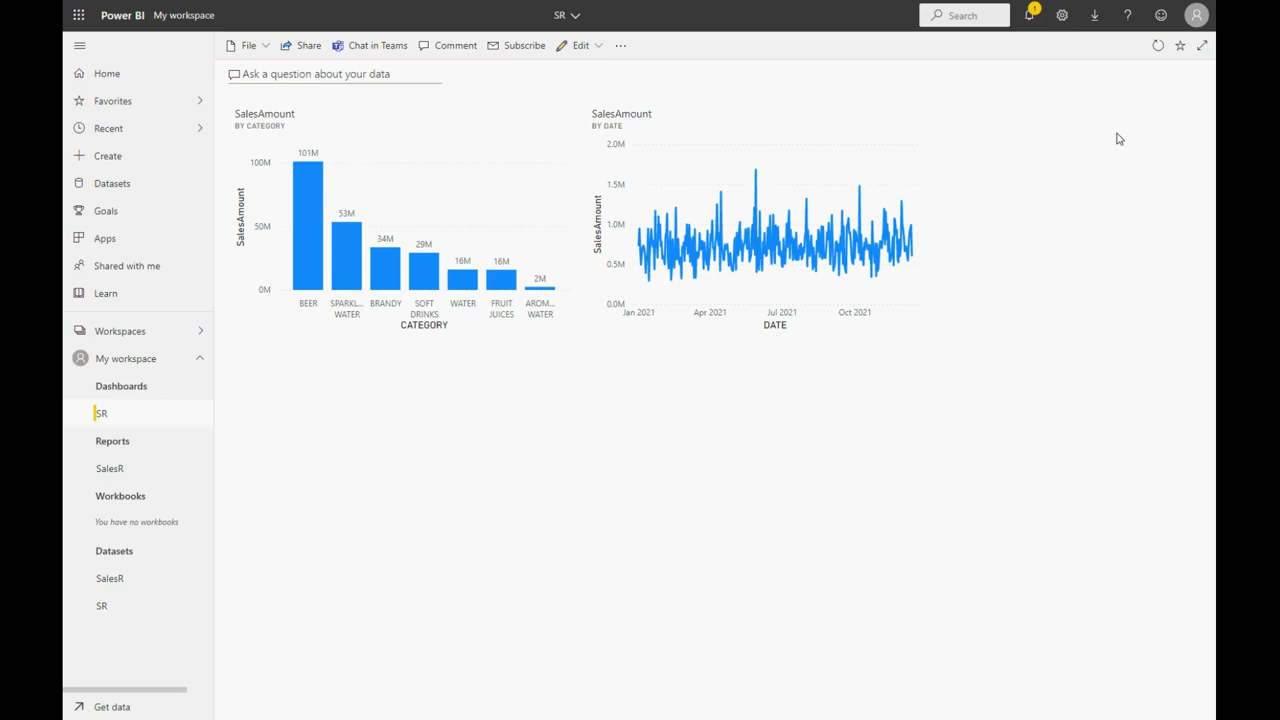 Power BI My workspace SR Search 1
File Share Chat in Teams Comment Subscribe Edit ...
Home
Favorites
Recent
Create
Datasets
Goals
Apps
Shared with me
Learn
Workspaces
My workspace
Dashboards
SR
Reports
SalesR
Workbooks
You have no workbooks
Datasets
SalesR
SR
Get data
Ask a question about your data
SalesAmount
BY CATEGORY
SalesAmount
100M
50M
0M
101M
53M
34M
29M
16M
16M
2M
BEER
SPARKL...
WATER
BRANDY
SOFT
DRINKS
WATER
FRUIT
JUICES
AROM...
WATER
CATEGORY
SalesAmount
BY DATE
SalesAmount
2.0M
1.5M
1.0M
0.5M
0.0M
Jan 2021 Apr 2021 Jul 2021 Oct 2021
DATE